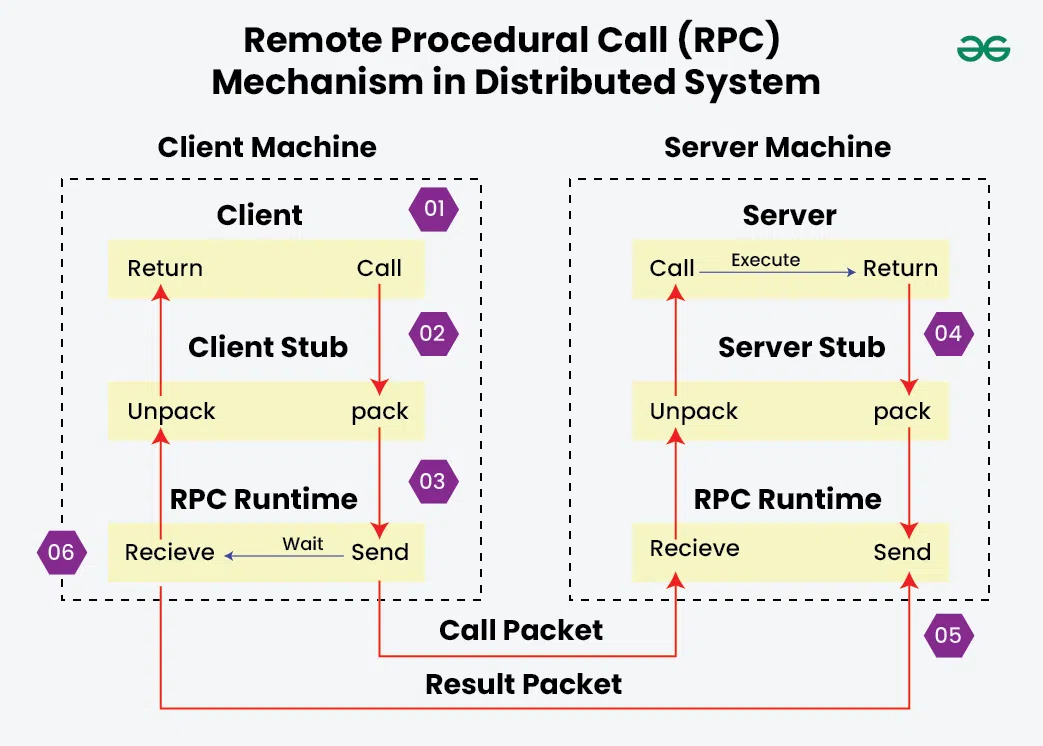 Remote Procedural Call (RPC)
Mechanism in Distributed System
Client Machine
Client
01
Return
Call
02
Client Stub
Unpack
pack
03
RPC Runtime
06
Recieve
Wait
Send
Server Machine
Server
Call
Execute
Return
04
Server Stub
Unpack
pack
RPC Runtime
Recieve
Send
05
Call Packet
Result Packet